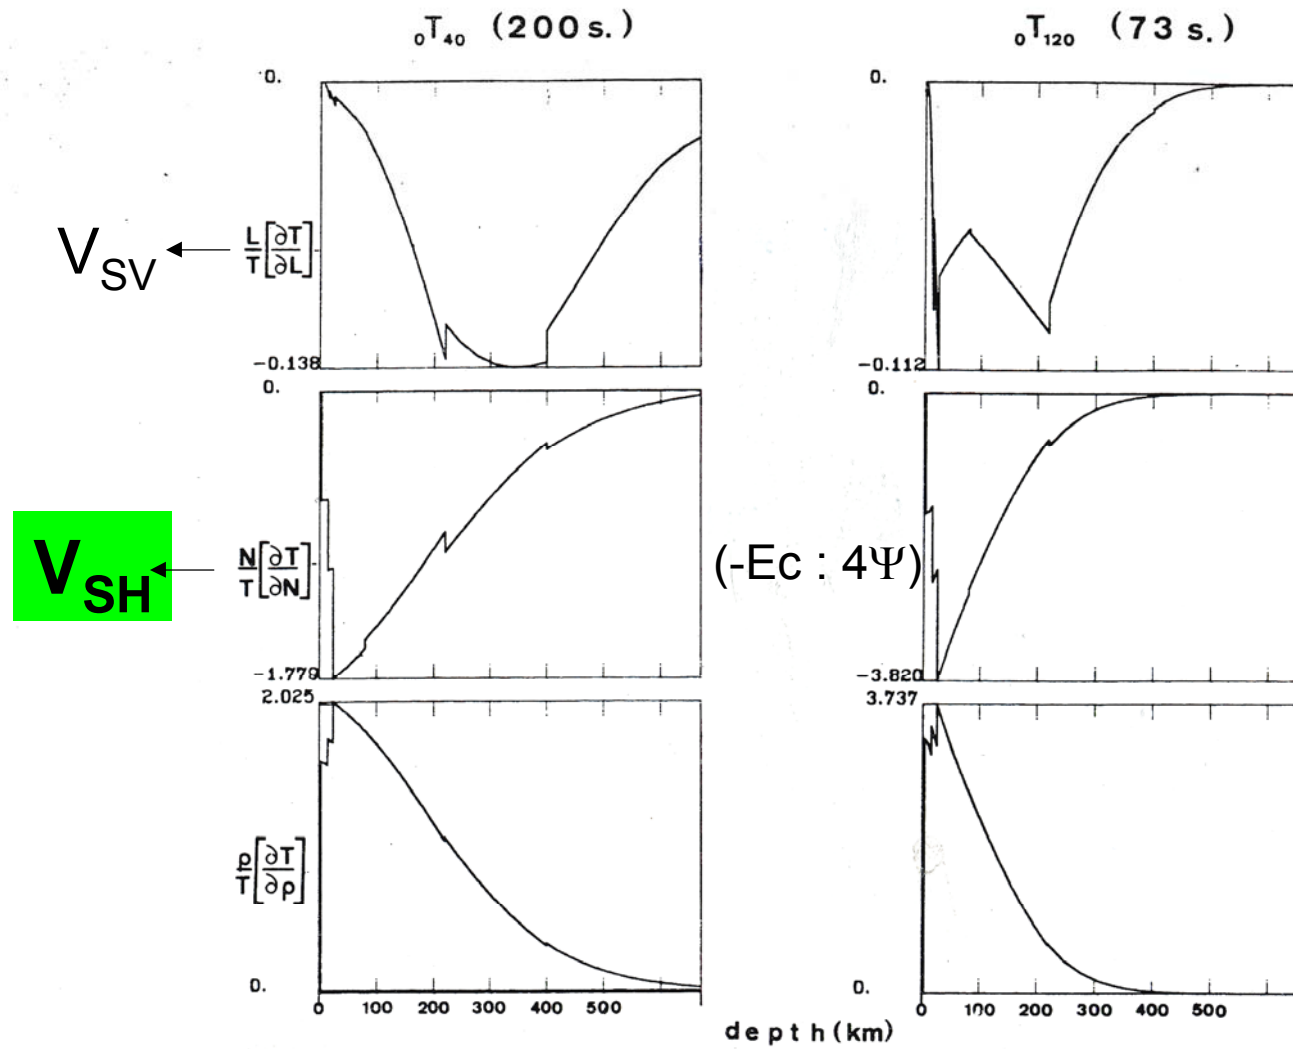 ₀T₄₀ (200 s.)
₀T₁₂₀ (73 s.)
0.
0.
V_SV
L/T [∂T/∂L]
-0.138
-0.112
0.
0.
V_SH
N/T [∂T/∂N]
(-Ec : 4Ψ)
-1.779
-3.820
2.025
3.737
ρ/T [∂T/∂ρ]
0.
0.
0 100 200 300 400 500
0 100 200 300 400 500
depth (km)